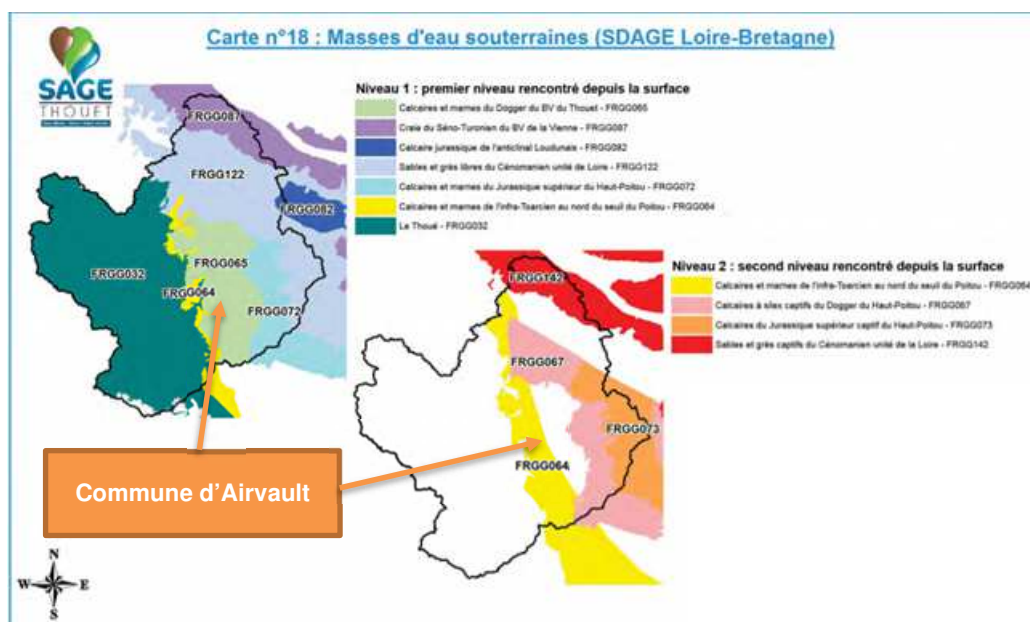 Carte n°18 : Masses d'eau souterraines (SDAGE Loire-Bretagne)
SAGE
THOUET
Niveau 1 : premier niveau rencontré depuis la surface
Calcaires et marnes du Dogger du BV du Thouet - FRGG065
Craie du Séno-Turonien du BV de la Vienne - FRGG087
Calcaire jurassique de l'anticlinal Loudunais - FRGG082
Sables et grès libres du Cénomanien unité de Loire - FRGG122
Calcaires et marnes du Jurassique supérieur du Haut-Poitou - FRGG072
Calcaires et marnes de l'infra-Toarcien au nord du seuil du Poitou - FRGG064
Le Thoué - FRGG032
FRGG087
FRGG122
FRGG082
FRGG032
FRGG065
FRGG064
FRGG072
Niveau 2 : second niveau rencontré depuis la surface
Calcaires et marnes de l'infra-Toarcien au nord du seuil du Poitou - FRGG064
Calcaires à silex captifs du Dogger du Haut-Poitou - FRGG067
Calcaires du Jurassique supérieur captif du Haut-Poitou - FRGG073
Sables et grès captifs du Cénomanien unité de la Loire - FRGG142
FRGG142
FRGG067
FRGG073
FRGG064
Commune d'Airvault
N
W
E
S